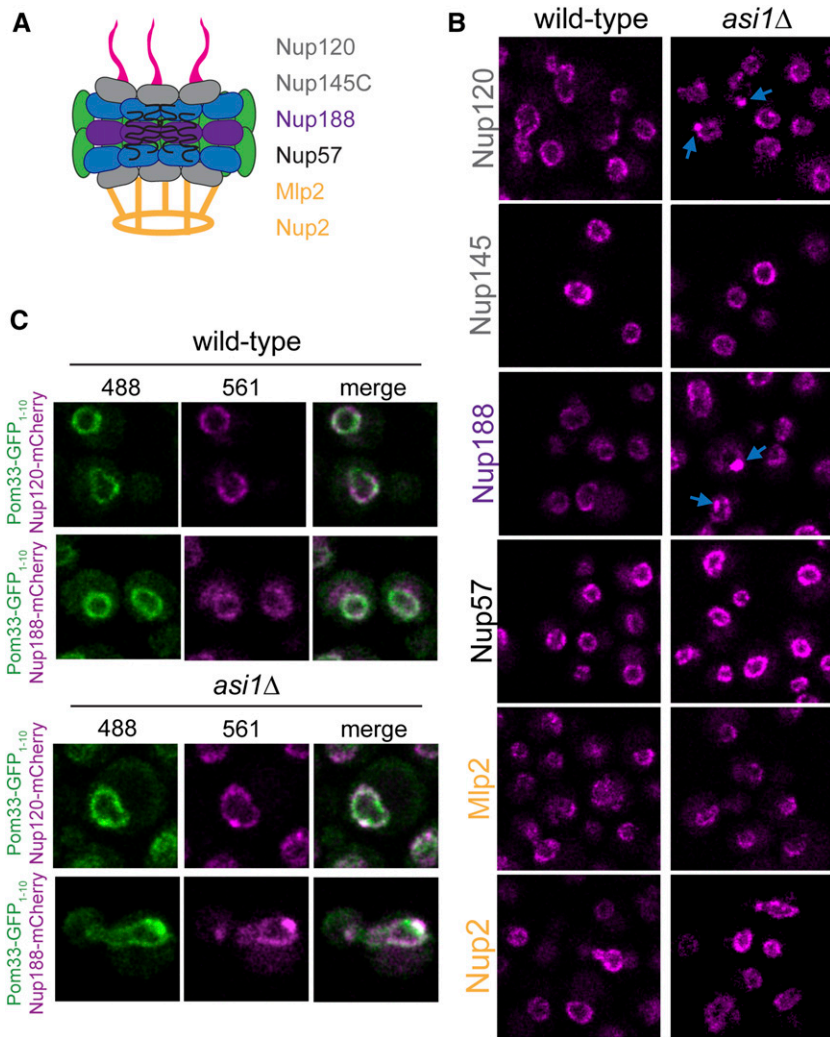 A
Nup120
Nup145C
Nup188
Nup57
Mlp2
Nup2
B
wild-type asi1Δ
Nup120
Nup145
Nup188
Nup57
Mlp2
Nup2
C
wild-type
488 561 merge
Pom33-GFP1-10
Nup120-mCherry
Pom33-GFP1-10
Nup188-mCherry
asi1Δ
488 561 merge
Pom33-GFP1-10
Nup120-mCherry
Pom33-GFP1-10
Nup188-mCherry